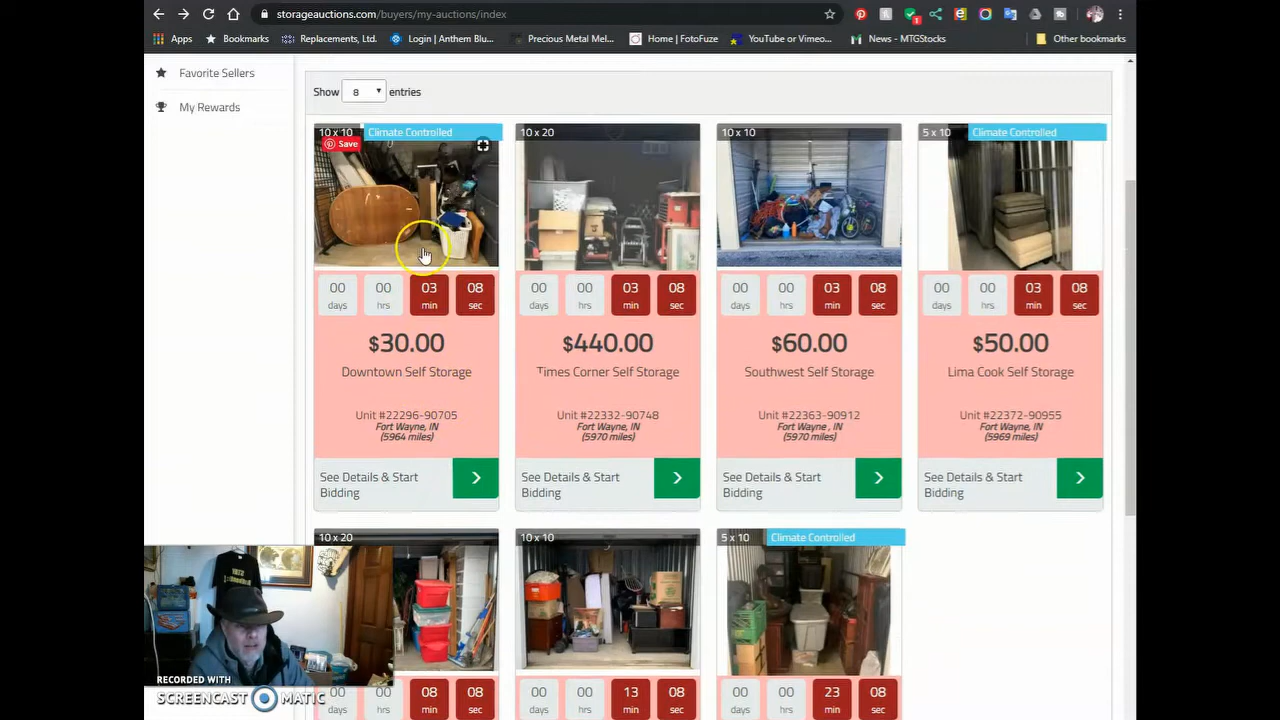 storageauctions.com/buyers/my-auctions/index
Apps Bookmarks Replacements, Ltd. Login | Anthem Blu... Precious Metal Mel... Home | FotoFuze YouTube or Vimeo... News - MTGStocks Other bookmarks
Favorite Sellers
My Rewards
Show 8 entries
10 x 10 Climate Controlled
Save
00 days 00 hrs 03 min 08 sec
$30.00
Downtown Self Storage
Unit #22296-90705
Fort Wayne, IN
(5964 miles)
See Details & Start
Bidding
10 x 20
00 days 00 hrs 03 min 08 sec
$440.00
Times Corner Self Storage
Unit #22332-90748
Fort Wayne, IN
(5970 miles)
See Details & Start
Bidding
10 x 10
00 days 00 hrs 03 min 08 sec
$60.00
Southwest Self Storage
Unit #22363-90912
Fort Wayne , IN
(5970 miles)
See Details & Start
Bidding
5 x 10 Climate Controlled
00 days 00 hrs 03 min 08 sec
$50.00
Lima Cook Self Storage
Unit #22372-90955
Fort Wayne, IN
(5969 miles)
See Details & Start
Bidding
10 x 20
00 days 00 hrs 08 min 08 sec
10 x 10
00 days 00 hrs 13 min 08 sec
5 x 10 Climate Controlled
00 days 00 hrs 23 min 08 sec
RECORDED WITH
SCREENCAST MATIC